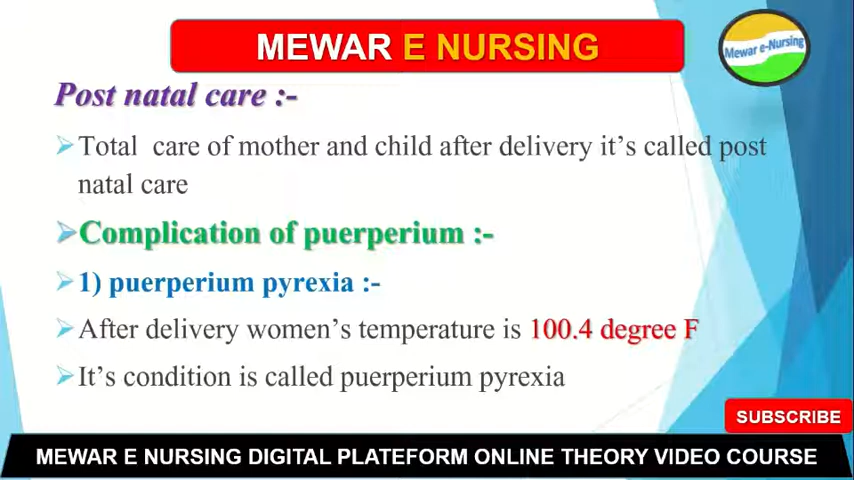 MEWAR E NURSING
Mewar e-Nursing
Post natal care :-
Total care of mother and child after delivery it's called post
natal care
Complication of puerperium :-
1) puerperium pyrexia :-
After delivery women's temperature is 100.4 degree F
It's condition is called puerperium pyrexia
SUBSCRIBE
MEWAR E NURSING DIGITAL PLATEFORM ONLINE THEORY VIDEO COURSE